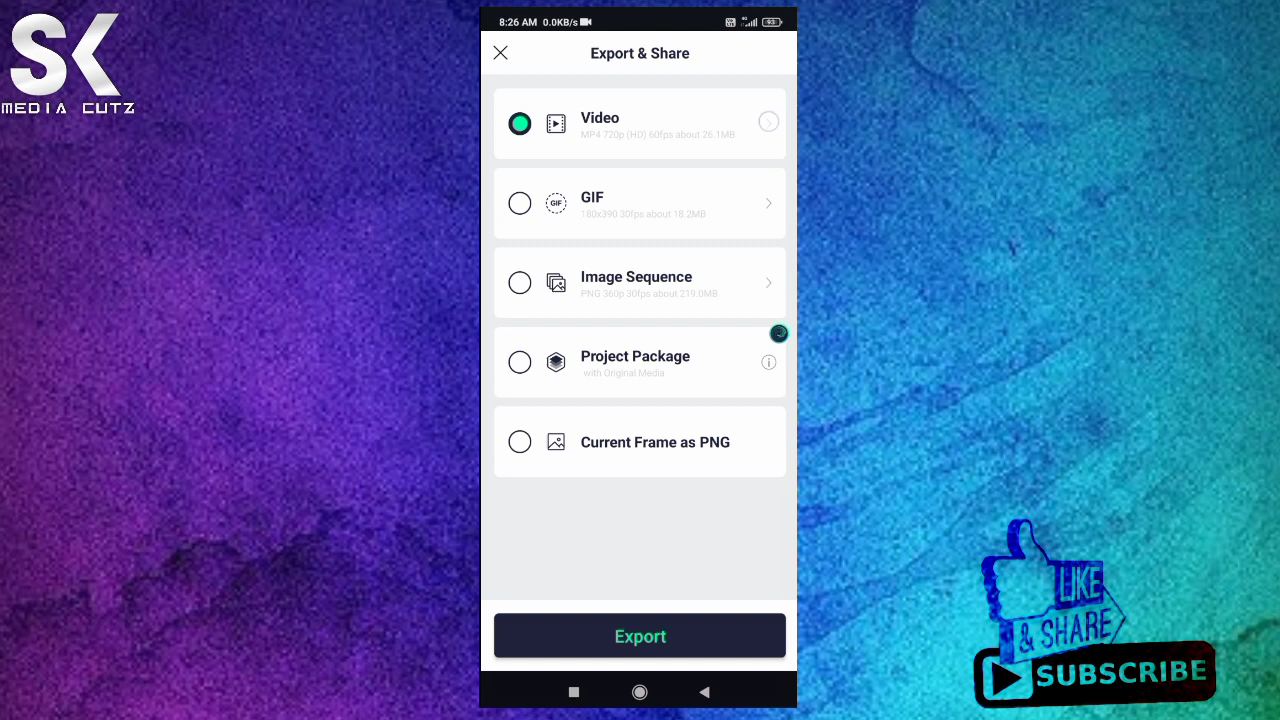 SK
MEDIA CUTZ
8:26 AM 0.0KB/s
93
Export & Share
Video
MP4 720p (HD) 60fps about 26.1MB
GIF
GIF
180x390 30fps about 18.2MB
Image Sequence
PNG 360p 30fps about 219.0MB
Project Package
with Original Media
Current Frame as PNG
Export
LIKE
& SHARE
SUBSCRIBE